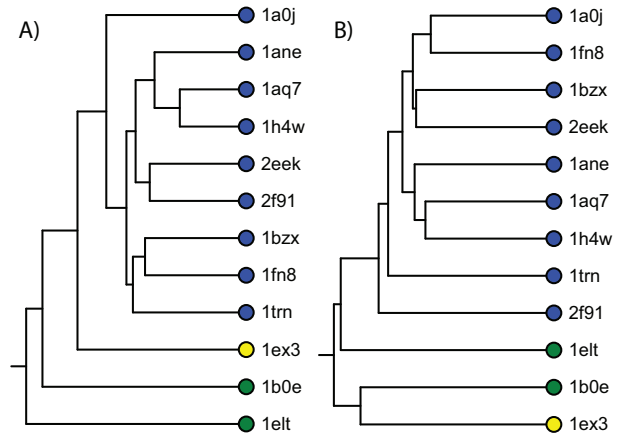 A)
1a0j
1ane
1aq7
1h4w
2eek
2f91
1bzx
1fn8
1trn
1ex3
1b0e
1elt
B)
1a0j
1fn8
1bzx
2eek
1ane
1aq7
1h4w
1trn
2f91
1elt
1b0e
1ex3